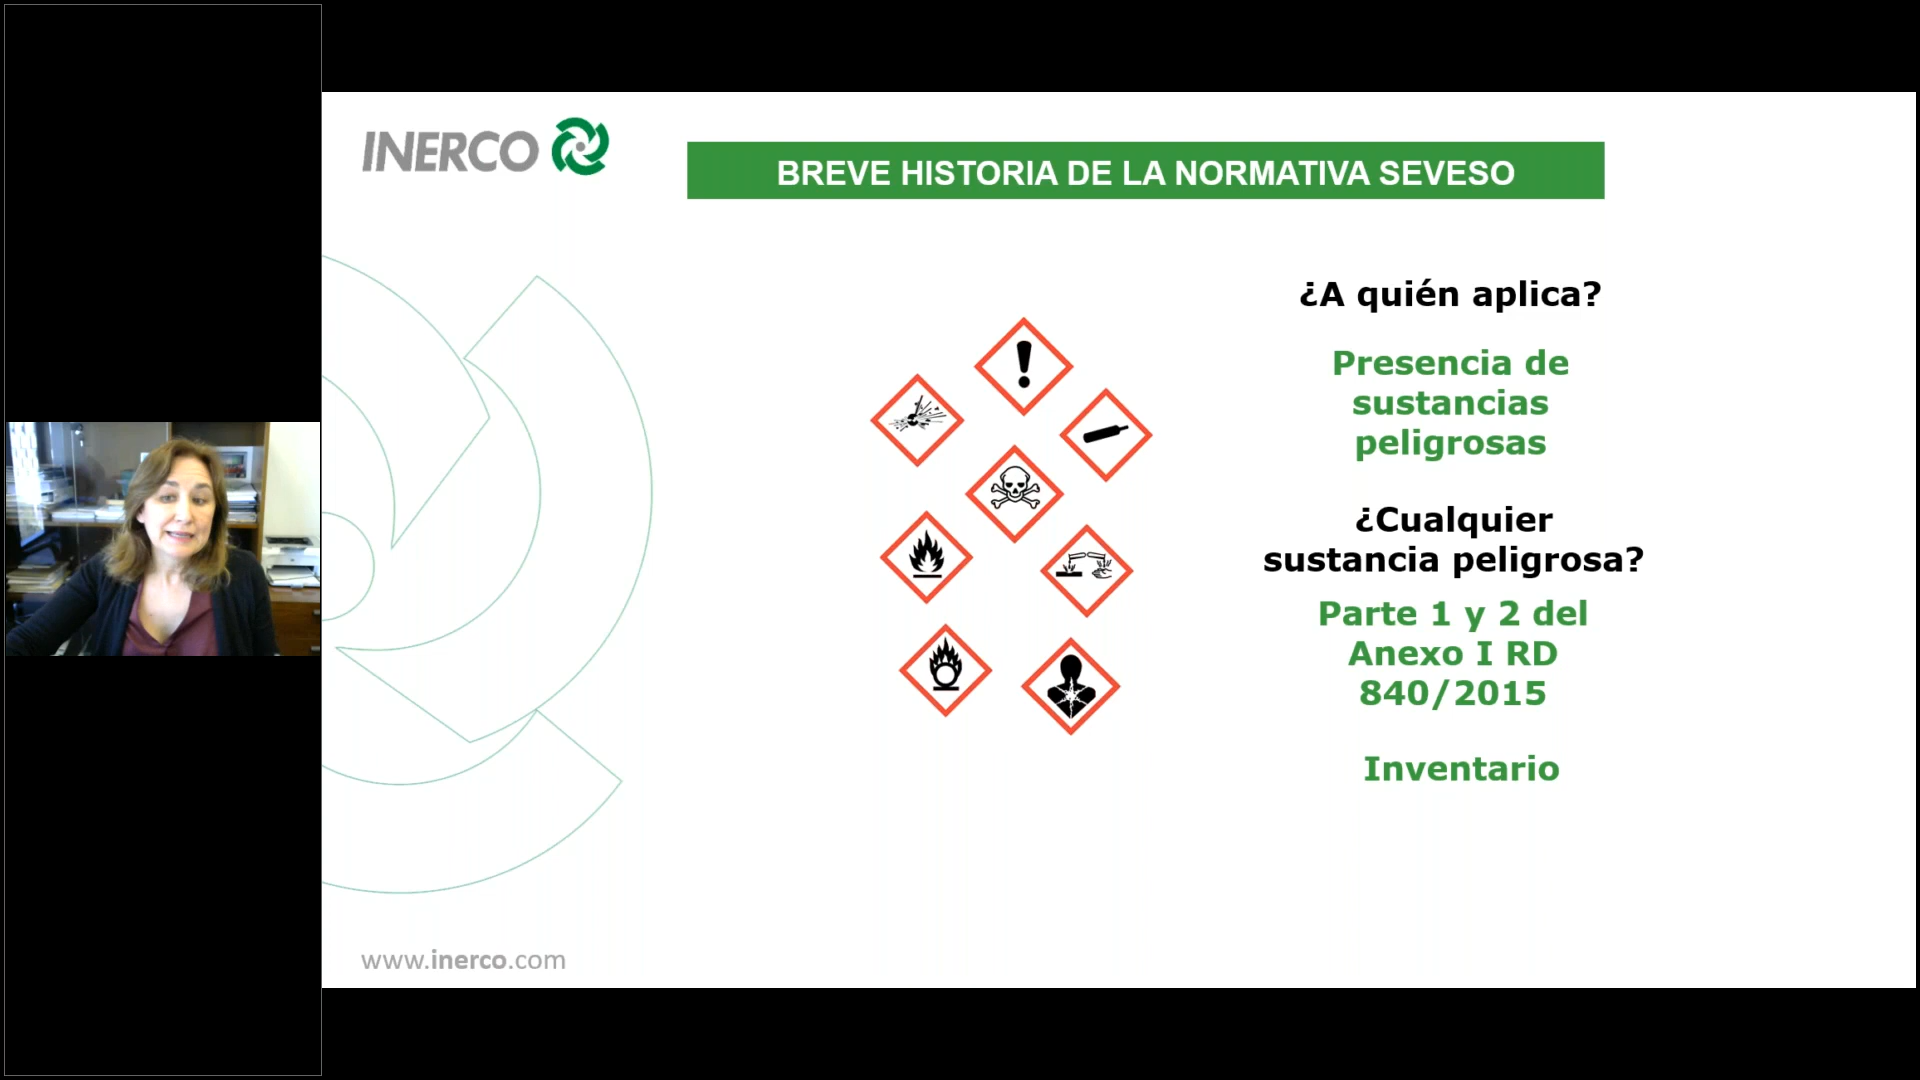 INERCO
BREVE HISTORIA DE LA NORMATIVA SEVESO
¿A quién aplica?
Presencia de
sustancias
peligrosas
¿Cualquier
sustancia peligrosa?
Parte 1 y 2 del
Anexo I RD
840/2015
Inventario
www.inerco.com